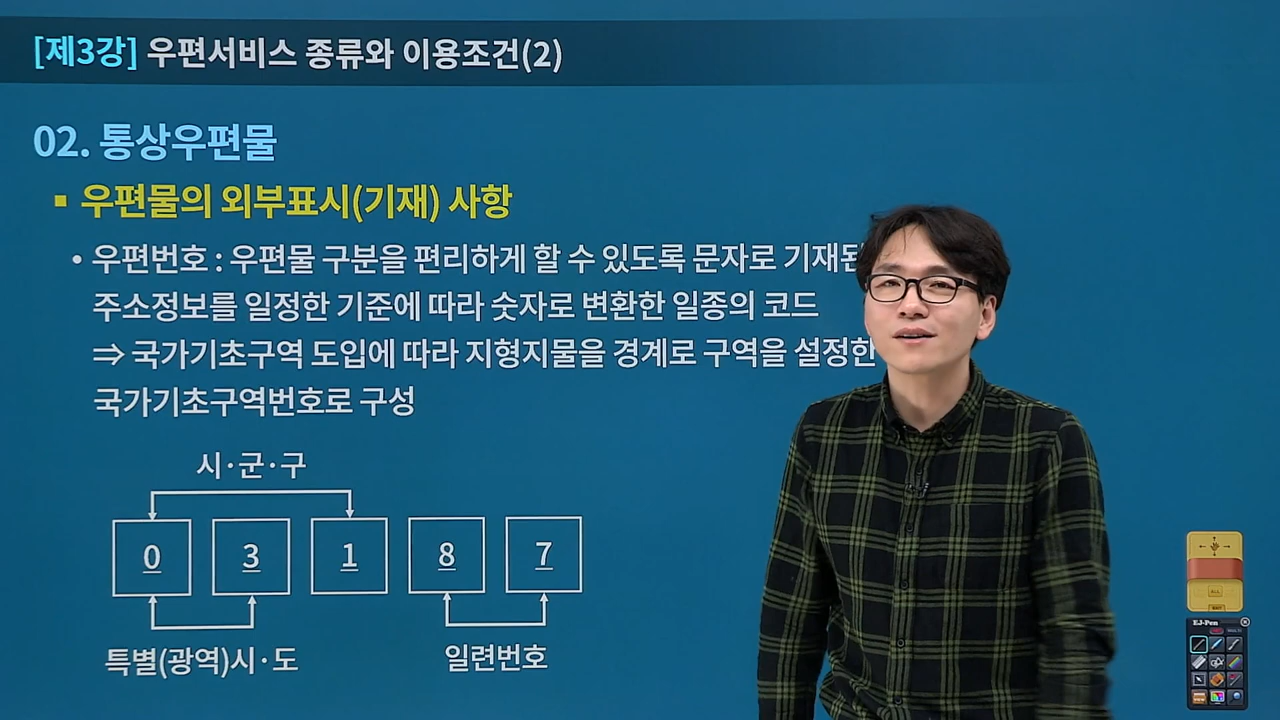 [제3강] 우편서비스 종류와 이용조건(2)
02. 통상우편물
▪ 우편물의 외부표시(기재) 사항
• 우편번호 : 우편물 구분을 편리하게 할 수 있도록 문자로 기재된
주소정보를 일정한 기준에 따라 숫자로 변환한 일종의 코드
⇒ 국가기초구역 도입에 따라 지형지물을 경계로 구역을 설정한
국가기초구역번호로 구성
시·군·구
0 3 1 8 7
특별(광역)시·도 일련번호
EJ-Pen